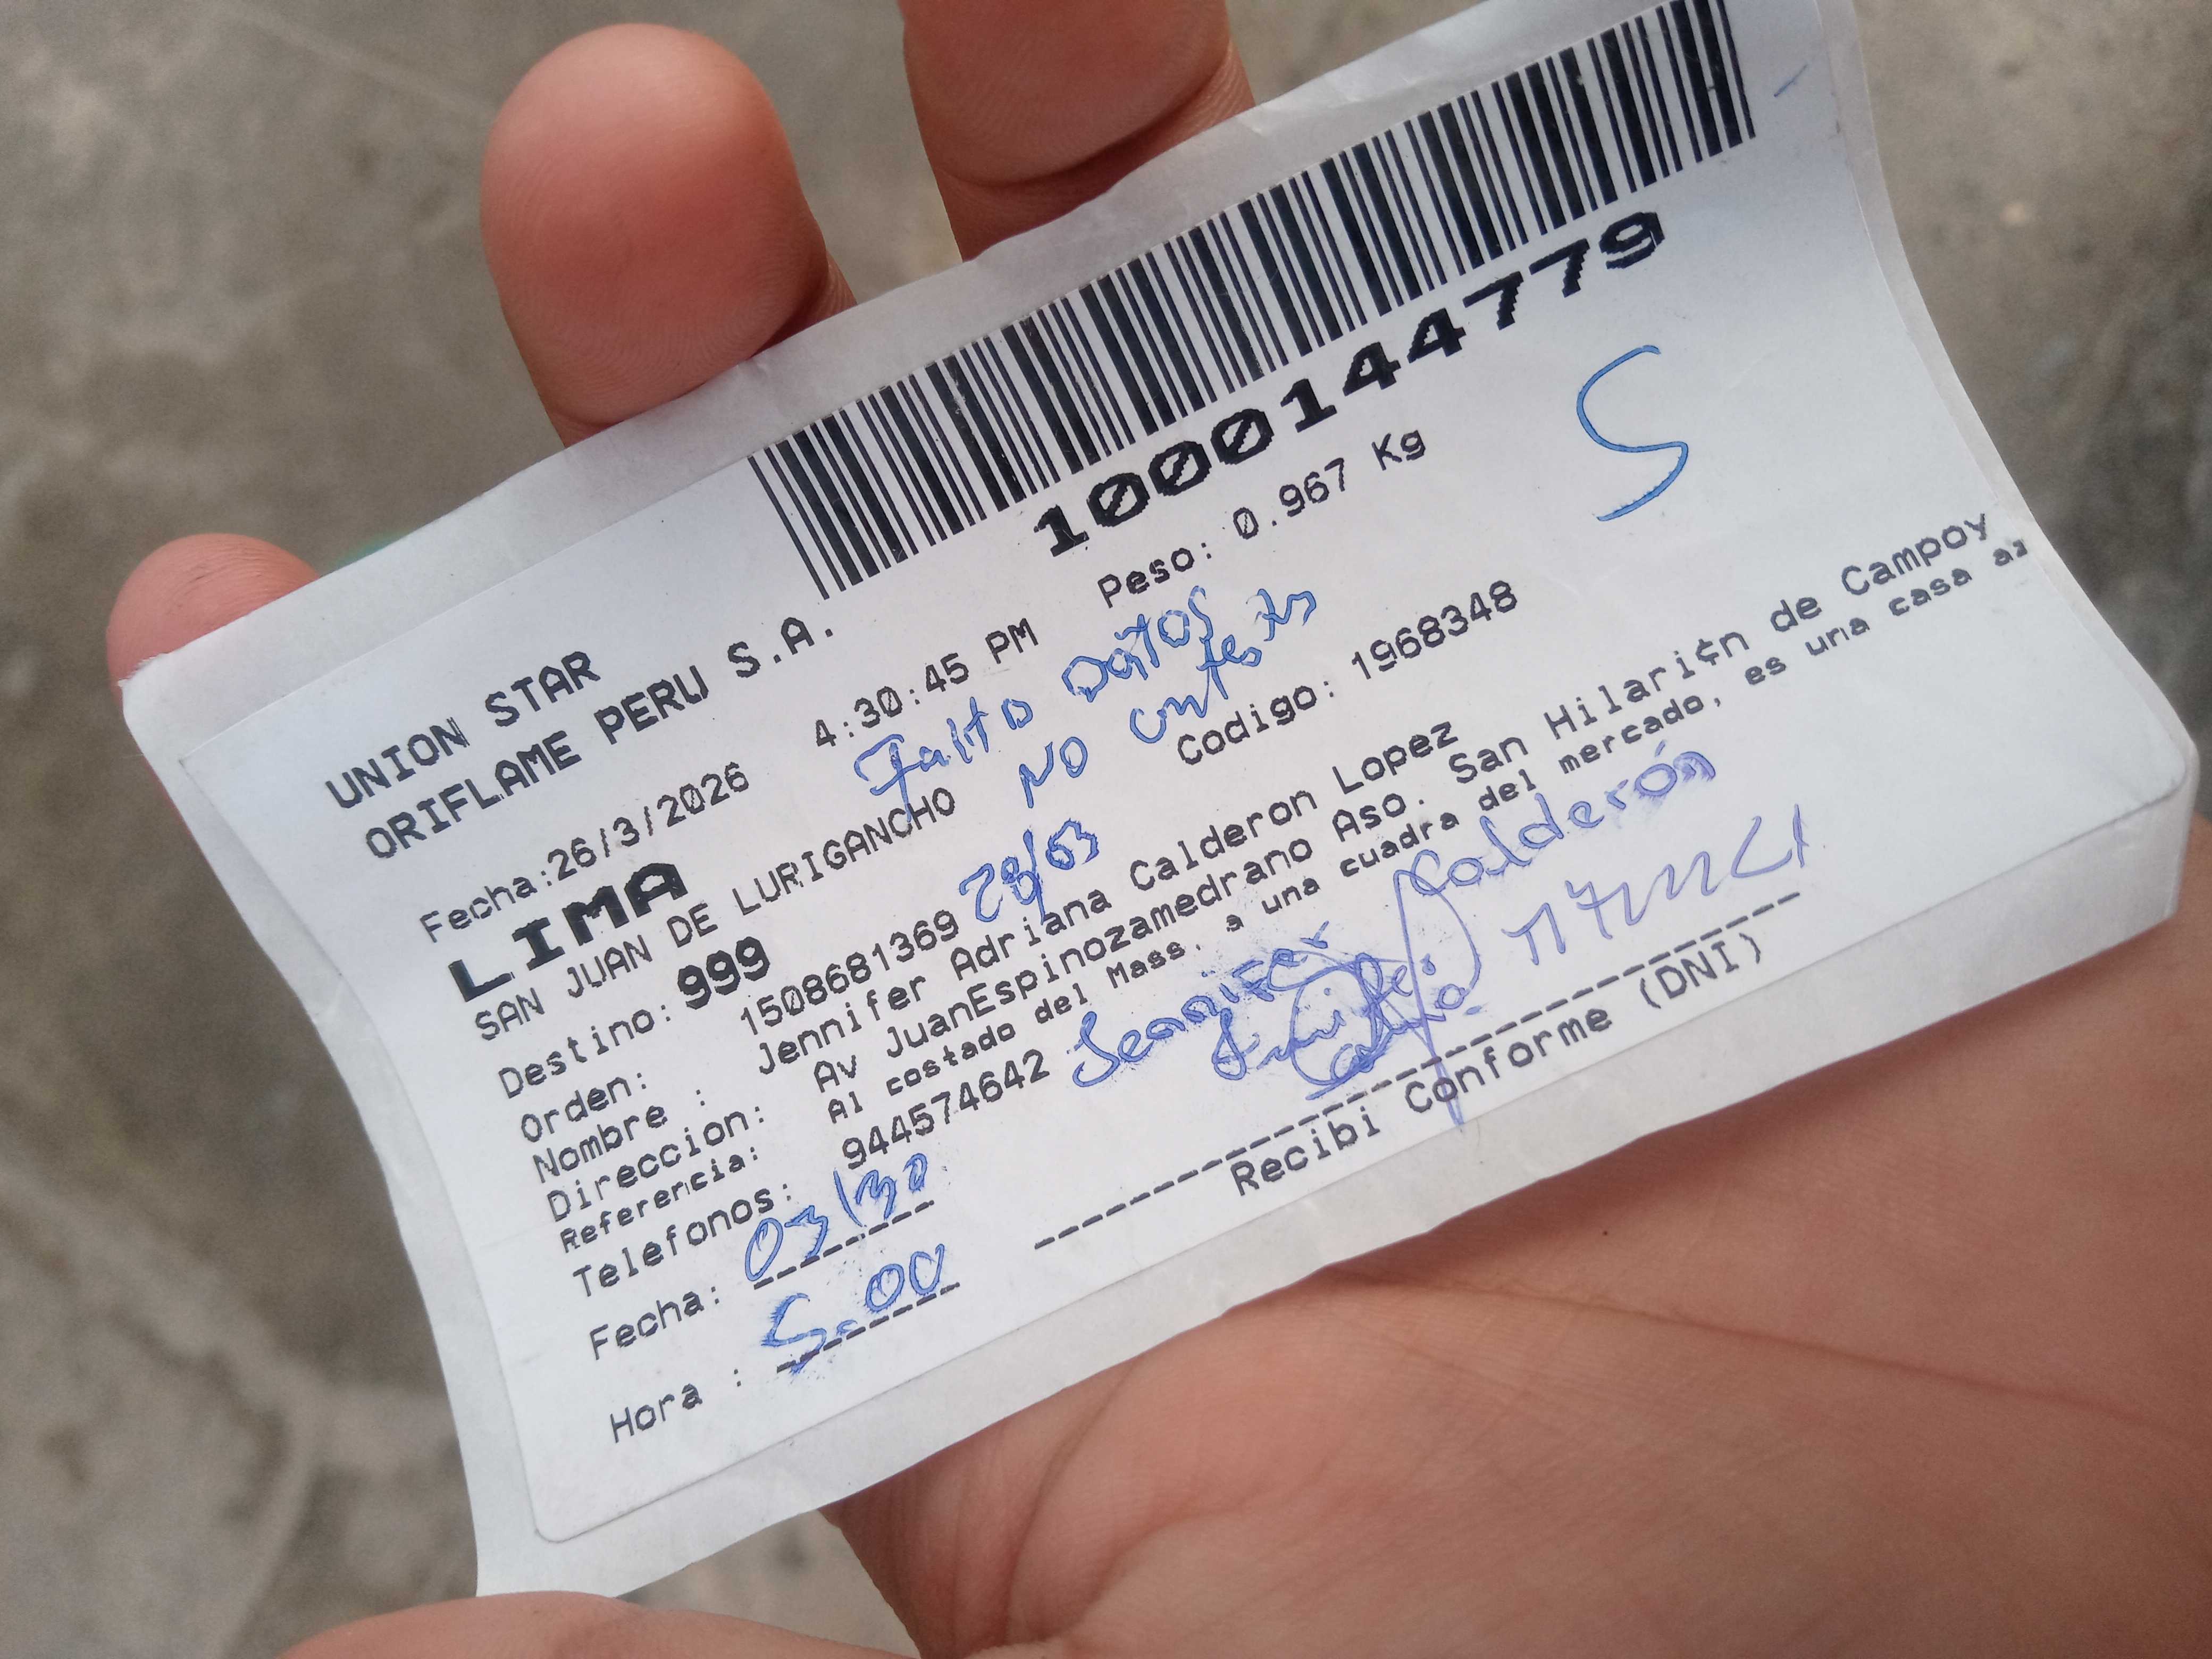 1000144779
UNION STAR
ORIFLAME PERU S.A.
Fecha:26/3/2026 4:30:45 PM Peso: 0.967 Kg
S
LIMA
Falto Datos
SAN JUAN DE LURIGANCHO
No contesta
Destino: 999 Codigo: 1968348
Orden: 1508681369 28/03
Nombre : Jennifer Adriana Calderon Lopez
Direccion: Av JuanEspinozamedrano Aso. San Hilari¢n de Campoy
Referencia: Al costado del Mass, a una cuadra del mercado, es una casa
Telefonos: 944574642
Jennifer Calderón
Fecha: 03/30
Hora : 5:00
Recibi Conforme (DNI)